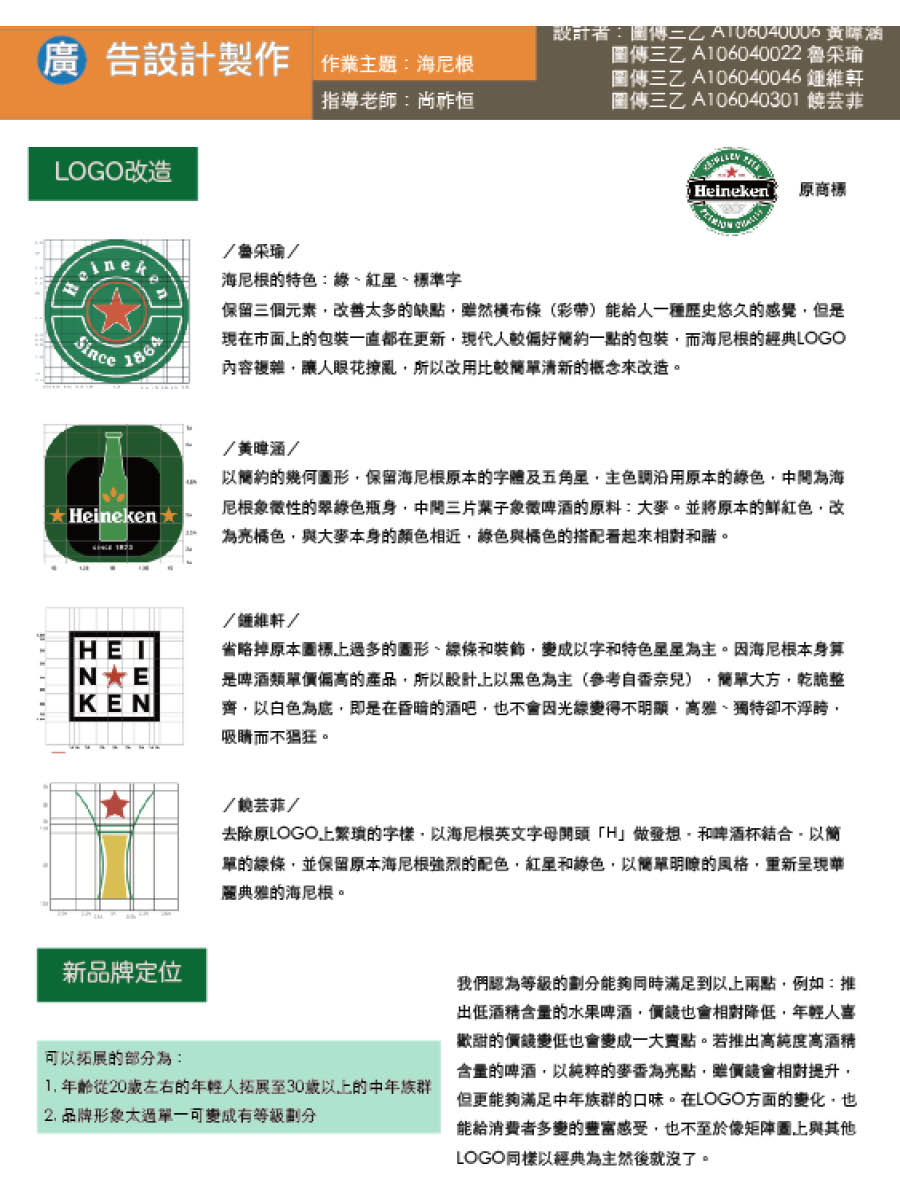 廣告設計製作
作業主題：海尼根
指導老師：尚祚恒
設計者：圖傳三乙 A106040006 黃暐涵
圖傳三乙 A106040022 魯采瑜
圖傳三乙 A106040046 鍾維軒
圖傳三乙 A106040301 饒芸菲
LOGO改造
Heineken
PREMIUM QUALITY
原商標
Heineken
Since 1864
／魯采瑜／
海尼根的特色：綠、紅星、標準字
保留三個元素，改善太多的缺點，雖然橫布條（彩帶）能給人一種歷史悠久的感覺，但是
現在市面上的包裝一直都在更新，現代人較偏好簡約一點的包裝，而海尼根的經典LOGO
內容複雜，讓人眼花撩亂，所以改用比較簡單清新的概念來改造。
Heineken
since 1873
／黃暐涵／
以簡約的幾何圖形，保留海尼根原本的字體及五角星，主色調沿用原本的綠色，中間為海
尼根象徵性的翠綠色瓶身，中間三片葉子象徵啤酒的原料：大麥。並將原本的鮮紅色，改
為亮橘色，與大麥本身的顏色相近，綠色與橘色的搭配看起來相對和諧。
HEI
N★E
KEN
／鍾維軒／
省略掉原本圖標上過多的圖形、線條和裝飾，變成以字和特色星星為主。因海尼根本身算
是啤酒類單價偏高的產品，所以設計上以黑色為主（參考自香奈兒），簡單大方，乾脆整
齊，以白色為底，即是在昏暗的酒吧，也不會因光線變得不明顯，高雅、獨特卻不浮誇，
吸睛而不猖狂。
／饒芸菲／
去除原LOGO上繁瑣的字樣，以海尼根英文字母開頭「H」做發想，和啤酒杯結合，以簡
單的線條，並保留原本海尼根強烈的配色，紅星和綠色，以簡單明瞭的風格，重新呈現華
麗典雅的海尼根。
新品牌定位
可以拓展的部分為：
1. 年齡從20歲左右的年輕人拓展至30歲以上的中年族群
2. 品牌形象太過單一可變成有等級劃分
我們認為等級的劃分能夠同時滿足到以上兩點，例如：推
出低酒精含量的水果啤酒，價錢也會相對降低，年輕人喜
歡甜的價錢變低也會變成一大賣點。若推出高純度高酒精
含量的啤酒，以純粹的麥香為亮點，雖價錢會相對提升，
但更能夠滿足中年族群的口味。在LOGO方面的變化，也
能給消費者多變的豐富感受，也不至於像矩陣圖上與其他
LOGO同樣以經典為主然後就沒了。